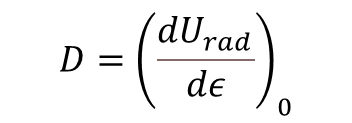 D = (dU_rad / dϵ)_0